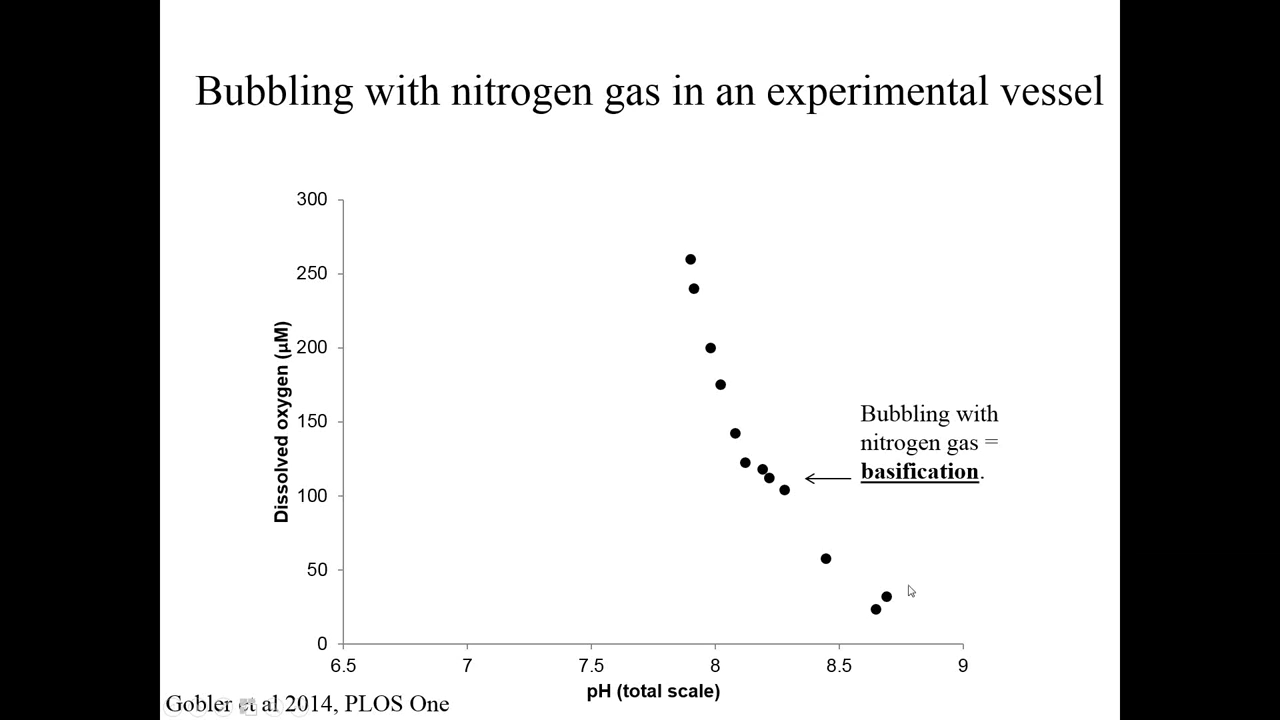 Bubbling with nitrogen gas in an experimental vessel
300
250
200
150
100
50
0
Dissolved oxygen (µM)
Bubbling with
nitrogen gas =
basification.
6.5 7 7.5 8 8.5 9
pH (total scale)
Gobler et al 2014, PLOS One